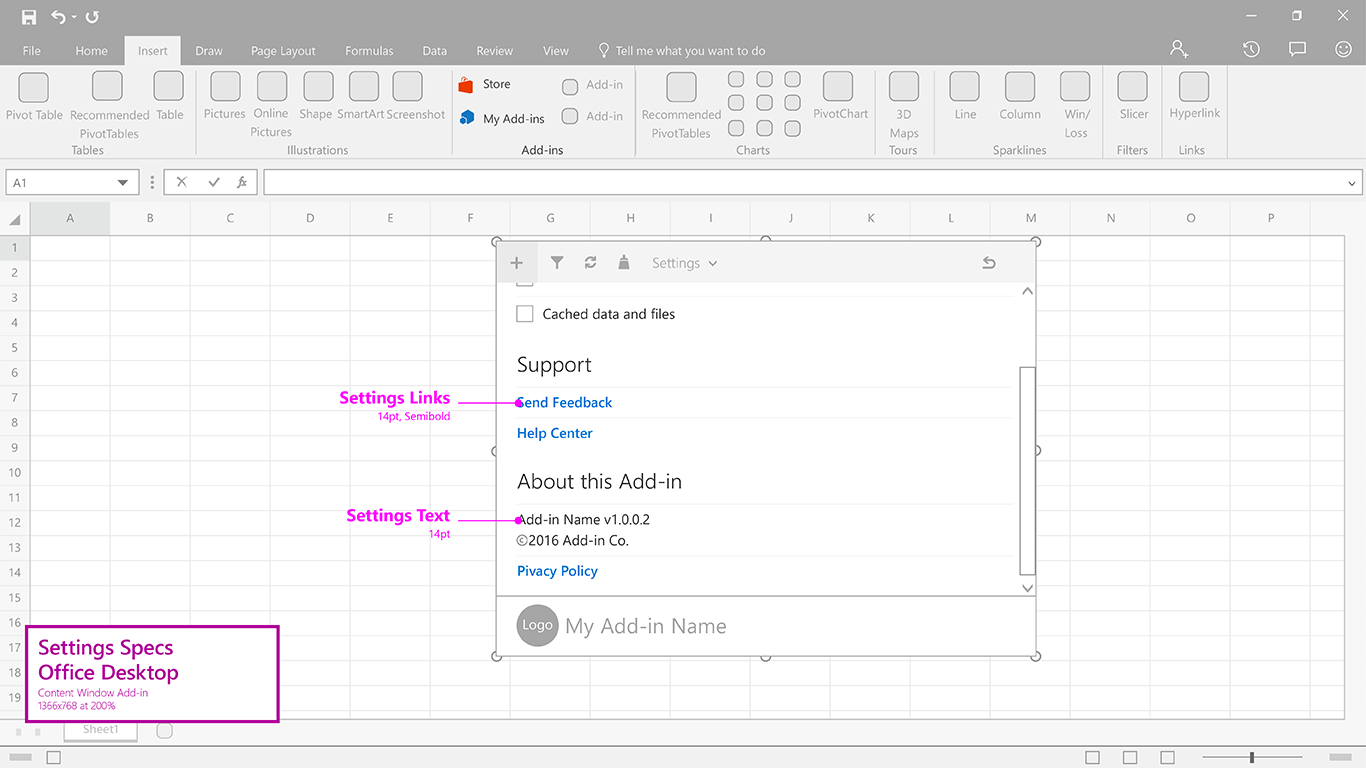 File Home Insert Draw Page Layout Formulas Data Review View Tell me what you want to do
Pivot Table
Recommended
PivotTables
Table
Tables
Pictures
Online
Pictures
Shape
SmartArt
Screenshot
Illustrations
Store
My Add-ins
Add-in
Add-in
Add-ins
Recommended
PivotTables
PivotChart
Charts
3D
Maps
Tours
Line
Column
Win/
Loss
Sparklines
Slicer
Filters
Hyperlink
Links
A1
fx
A B C D E F G H I J K L M N O P
1
2
3
4
5
6
7
8
9
10
11
12
13
14
15
16
17
18
19
Settings
Cached data and files
Support
Send Feedback
Help Center
About this Add-in
Add-in Name v1.0.0.2
©2016 Add-in Co.
Pivacy Policy
Logo
My Add-in Name
Settings Links
14pt, Semibold
Settings Text
14pt
Settings Specs
Office Desktop
Content Window Add-in
1366x768 at 200%
Sheet1